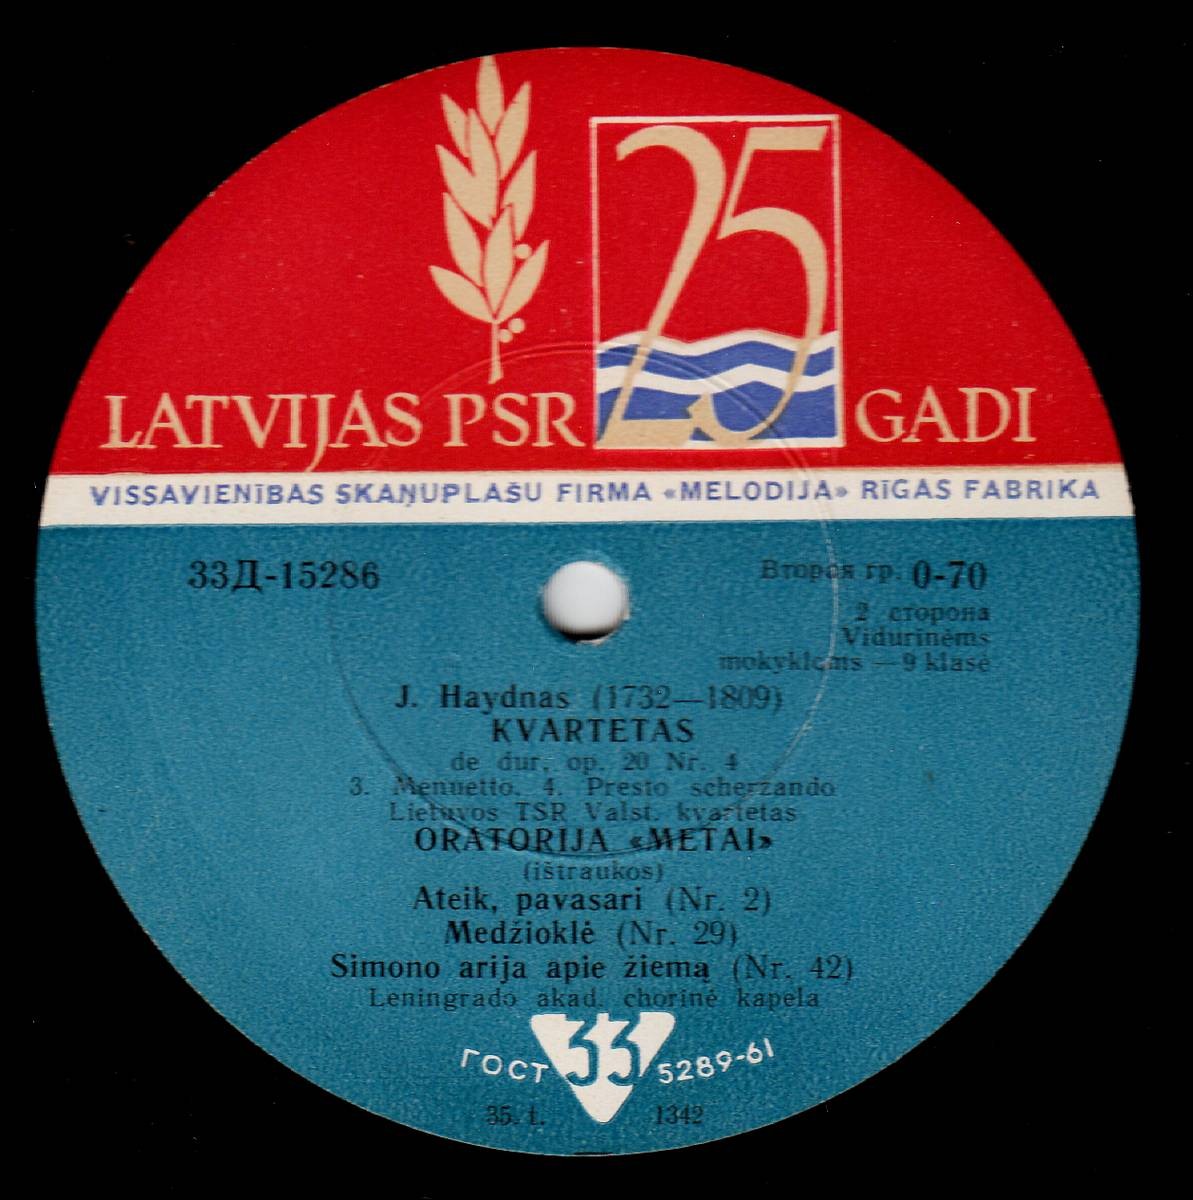 25
LATVIJAS PSR GADI
VISSAVIENĪBAS SKAŅUPLAŠU FIRMA «MELODIJA» RĪGAS FABRIKA
33Д-15286
Вторая гр. 0-70
2 сторона
Vidurinėms
mokykloms — 9 klasė
J. Haydnas (1732—1809)
KVARTETAS
de dur, op. 20 Nr. 4
3. Menuetto. 4. Presto scherzando
Lietuvos TSR Valst. kvartetas
ORATORIJA «METAI»
(ištraukos)
Ateik, pavasari (Nr. 2)
Medžioklė (Nr. 29)
Simono arija apie žiemą (Nr. 42)
Leningrado akad. chorinė kapela
ГОСТ 33 5289-61
35. t. 1342